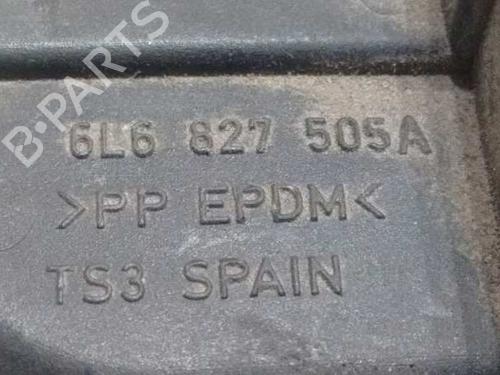 B-PARTS
6L6 827 505A
>PP EPDM<
TS3 SPAIN